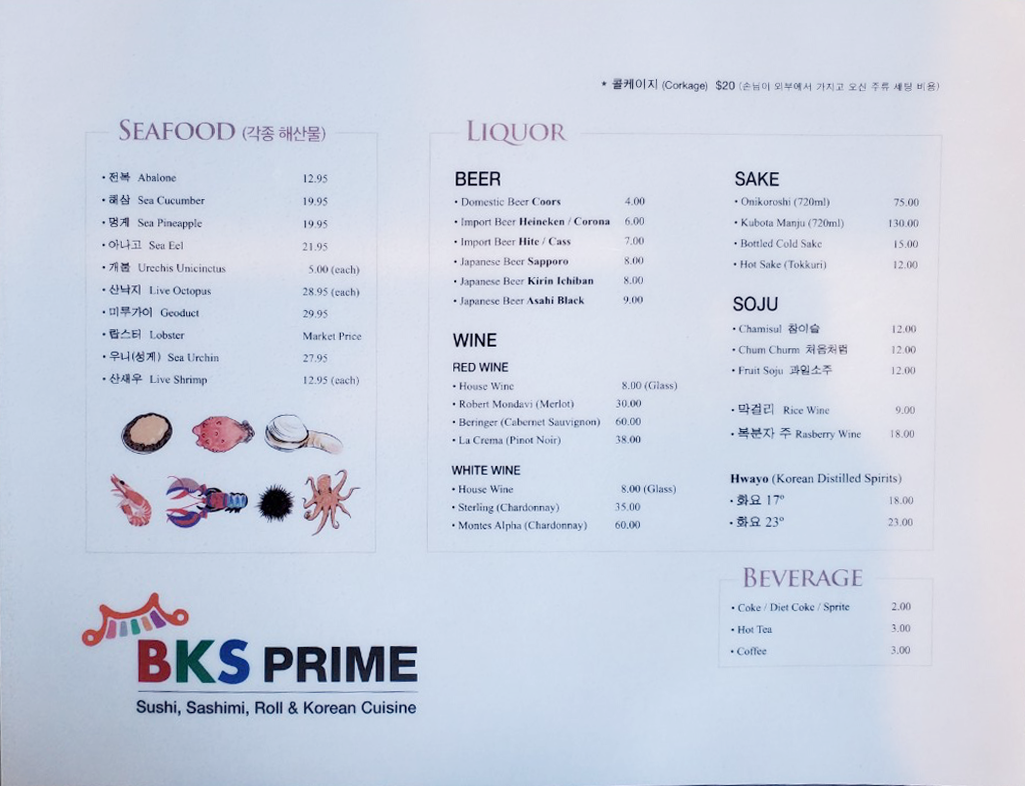 * 콜케이지 (Corkage) $20 (손님이 외부에서 가지고 오신 주류 세팅 비용)
SEAFOOD (각종 해산물)
• 전복 Abalone 12.95
• 해삼 Sea Cucumber 19.95
• 멍게 Sea Pineapple 19.95
• 아나고 Sea Eel 21.95
• 개불 Urechis Unicinctus 5.00 (each)
• 산낙지 Live Octopus 28.95 (each)
• 미루가이 Geoduct 29.95
• 랍스터 Lobster Market Price
• 우니(성게) Sea Urchin 27.95
• 산새우 Live Shrimp 12.95 (each)
LIQUOR
BEER
• Domestic Beer Coors 4.00
• Import Beer Heineken / Corona 6.00
• Import Beer Hite / Cass 7.00
• Japanese Beer Sapporo 8.00
• Japanese Beer Kirin Ichiban 8.00
• Japanese Beer Asahi Black 9.00
WINE
RED WINE
• House Wine 8.00 (Glass)
• Robert Mondavi (Merlot) 30.00
• Beringer (Cabernet Sauvignon) 60.00
• La Crema (Pinot Noir) 38.00
WHITE WINE
• House Wine 8.00 (Glass)
• Sterling (Chardonnay) 35.00
• Montes Alpha (Chardonnay) 60.00
SAKE
• Onikoroshi (720ml) 75.00
• Kubota Manju (720ml) 130.00
• Bottled Cold Sake 15.00
• Hot Sake (Tokkuri) 12.00
SOJU
• Chamisul 참이슬 12.00
• Chum Churm 처음처럼 12.00
• Fruit Soju 과일소주 12.00
• 막걸리 Rice Wine 9.00
• 복분자 주 Rasberry Wine 18.00
Hwayo (Korean Distilled Spirits)
• 화요 17º 18.00
• 화요 23º 23.00
BEVERAGE
• Coke / Diet Coke / Sprite 2.00
• Hot Tea 3.00
• Coffee 3.00
BKS PRIME
Sushi, Sashimi, Roll & Korean Cuisine